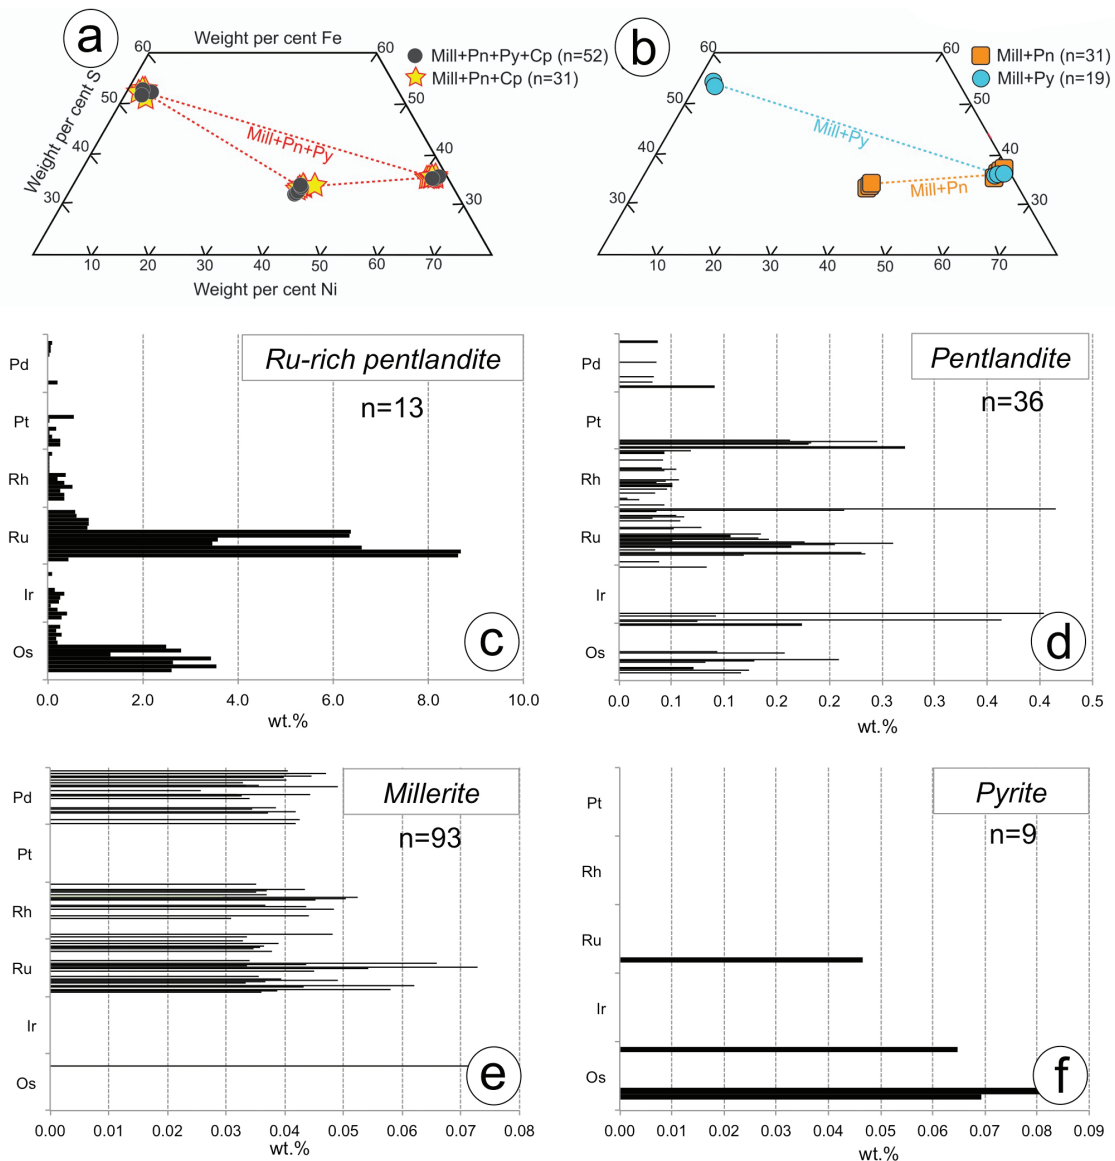 a
60
Weight per cent Fe
60
Mill+Pn+Py+Cp (n=52)
Mill+Pn+Cp (n=31)
Weight per cent S
50
50
40
40
30
30
Mill+Pn+Py
10
20
30
40
50
60
70
Weight per cent Ni
b
60
60
Mill+Pn (n=31)
Mill+Py (n=19)
50
50
40
40
30
30
Mill+Py
Mill+Pn
10
20
30
40
50
60
70
Ru-rich pentlandite
n=13
Pd
Pt
Rh
Ru
Ir
Os
c
0.0
2.0
4.0
6.0
8.0
10.0
wt.%
Pentlandite
n=36
Pd
Pt
Rh
Ru
Ir
Os
d
0.0
0.1
0.1
0.2
0.2
0.3
0.3
0.4
0.5
0.5
wt.%
Millerite
n=93
Pd
Pt
Rh
Ru
Ir
Os
e
0.00
0.01
0.02
0.03
0.04
0.05
0.06
0.07
0.08
wt.%
Pyrite
n=9
Pt
Rh
Ru
Ir
Os
f
0.00
0.01
0.02
0.03
0.04
0.05
0.06
0.07
0.08
0.09
wt.%